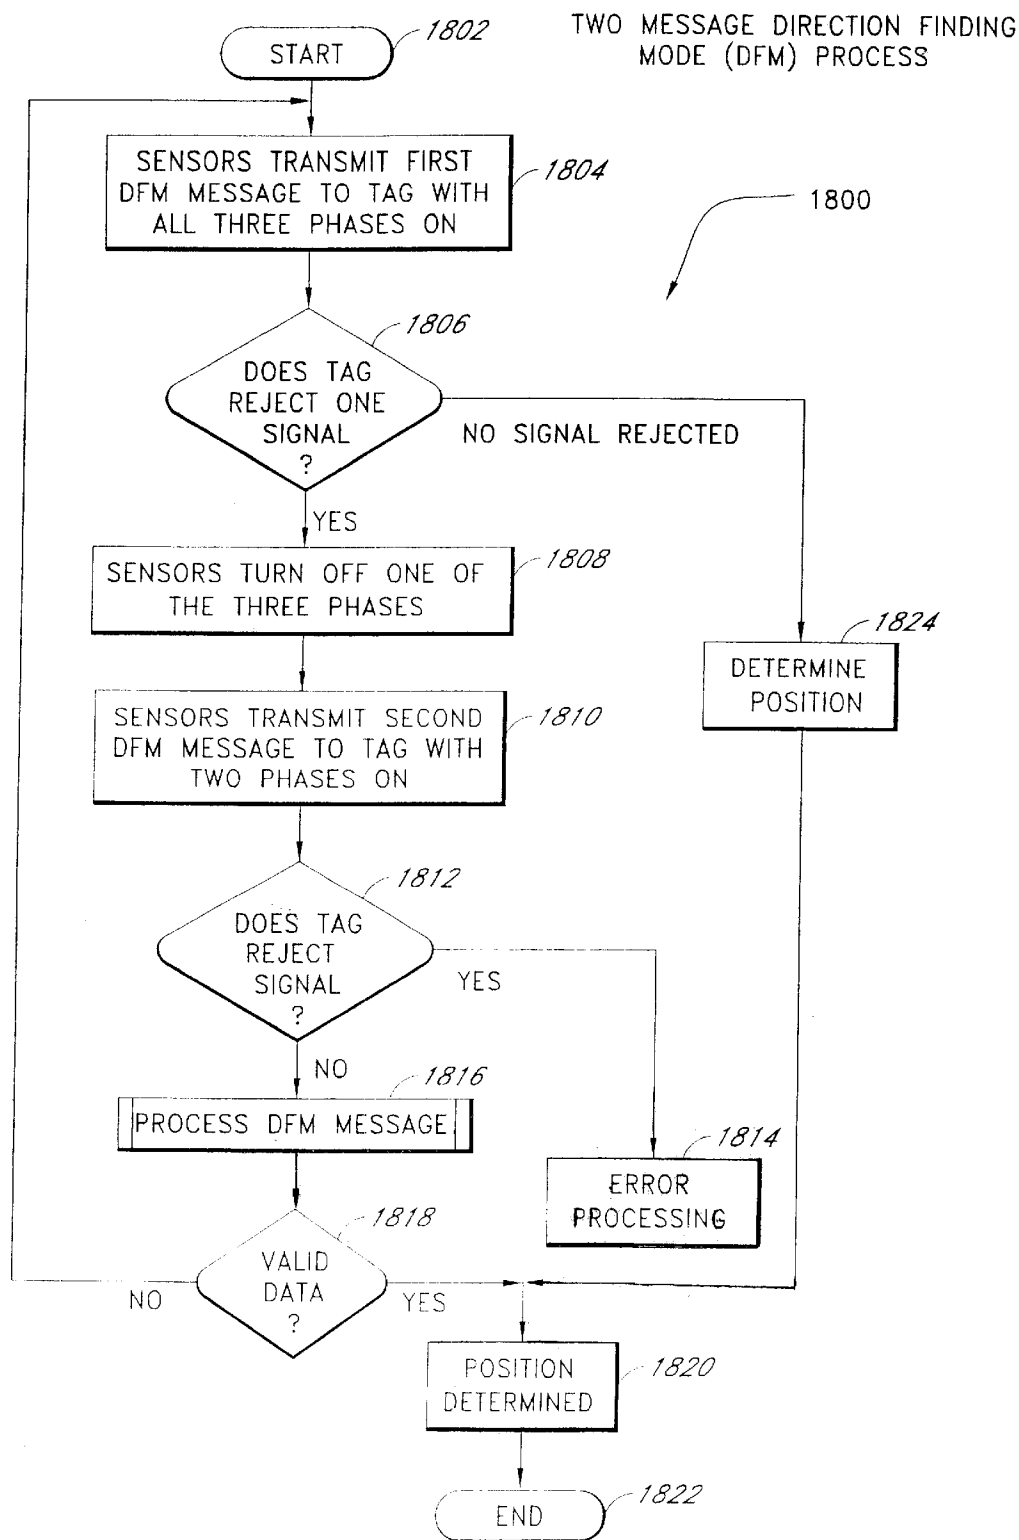 TWO MESSAGE DIRECTION FINDING
MODE (DFM) PROCESS
START
1802
SENSORS TRANSMIT FIRST
DFM MESSAGE TO TAG WITH
ALL THREE PHASES ON
1804
1800
1806
DOES TAG
REJECT ONE
SIGNAL
?
NO SIGNAL REJECTED
YES
SENSORS TURN OFF ONE OF
THE THREE PHASES
1808
1824
DETERMINE
POSITION
SENSORS TRANSMIT SECOND
DFM MESSAGE TO TAG WITH
TWO PHASES ON
1810
1812
DOES TAG
REJECT
SIGNAL
?
YES
NO
1816
PROCESS DFM MESSAGE
1814
ERROR
PROCESSING
1818
VALID
DATA
?
NO
YES
POSITION
DETERMINED
1820
END
1822